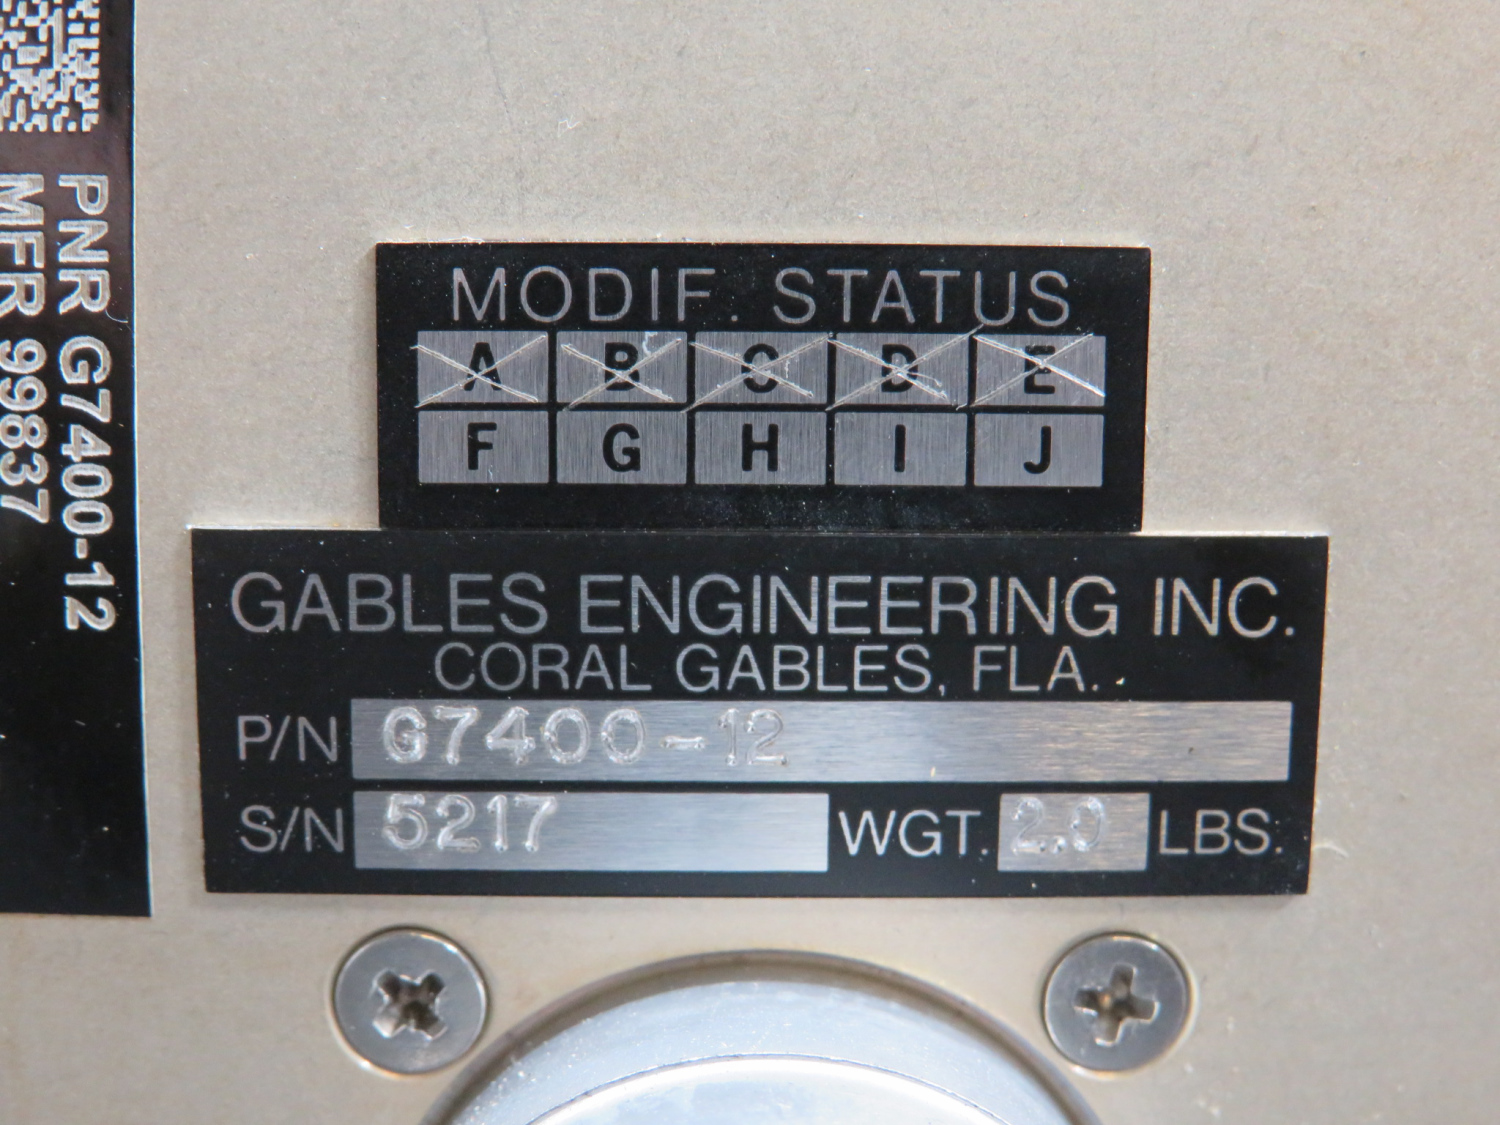 PNR G7400-12
MFR 99837
MODIF. STATUS
A B C D E
F G H I J
GABLES ENGINEERING INC.
CORAL GABLES, FLA.
P/N G7400-12
S/N 5217 WGT. 2.0 LBS.